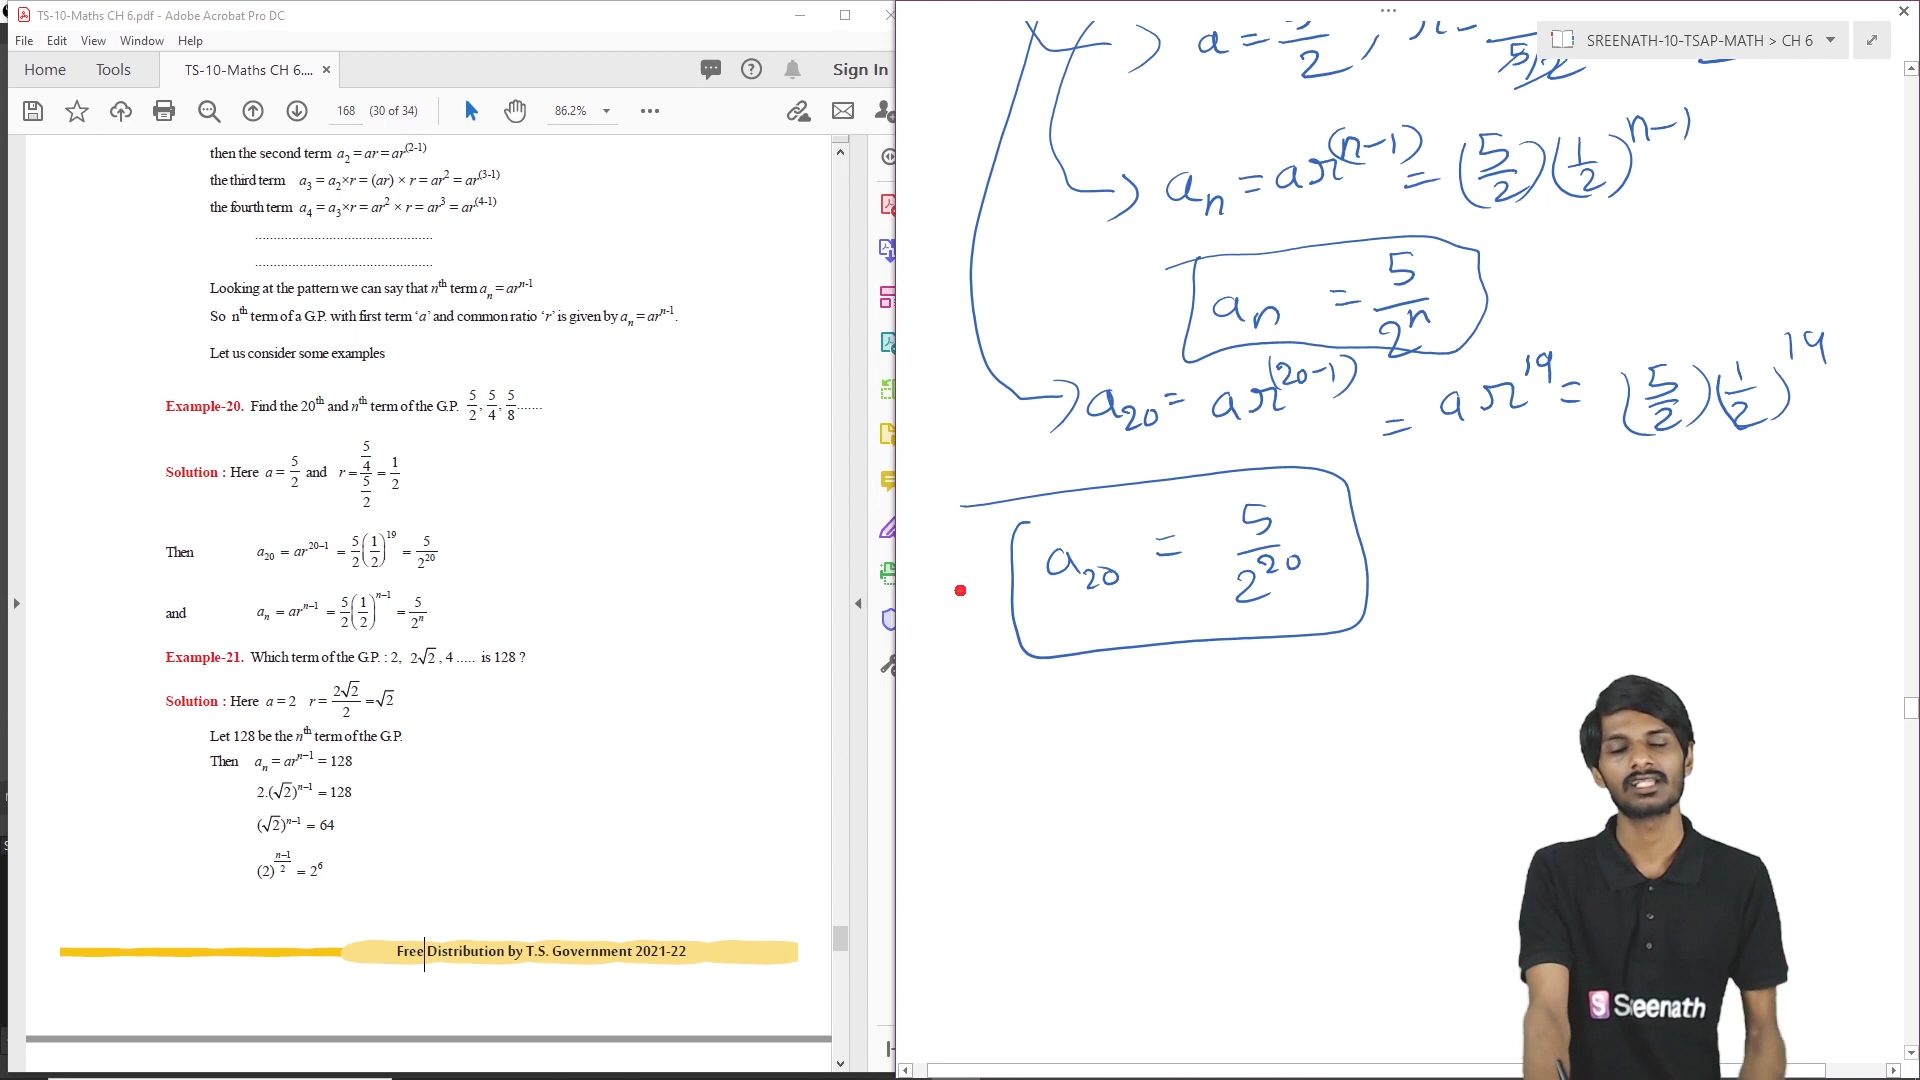 TS-10-Maths CH 6.pdf - Adobe Acrobat Pro DC
File Edit View Window Help
Home Tools TS-10-Maths CH 6.... × Sign In
168 (30 of 34) 86.2%
then the second term a₂ = ar = ar⁽²⁻¹⁾
the third term a₃ = a₂×r = (ar) × r = ar² = ar⁽³⁻¹⁾
the fourth term a₄ = a₃×r = ar² × r = ar³ = ar⁽⁴⁻¹⁾
................................................
................................................
Looking at the pattern we can say that nth term aₙ = arⁿ⁻¹
So nth term of a G.P. with first term ‘a’ and common ratio ‘r’ is given by aₙ = arⁿ⁻¹.
Let us consider some examples
Example-20. Find the 20th and nth term of the G.P. 5/2, 5/4, 5/8.......
Solution : Here a = 5/2 and r = (5/4)/(5/2) = 1/2
Then a₂₀ = ar²⁰⁻¹ = 5/2(1/2)¹⁹ = 5/2²⁰
and aₙ = arⁿ⁻¹ = 5/2(1/2)ⁿ⁻¹ = 5/2ⁿ
Example-21. Which term of the G.P. : 2, 2√2, 4 ..... is 128 ?
Solution : Here a = 2 r = 2√2/2 = √2
Let 128 be the nth term of the G.P.
Then aₙ = arⁿ⁻¹ = 128
2.(√2)ⁿ⁻¹ = 128
(√2)ⁿ⁻¹ = 64
(2)^((n–1)/2) = 2⁶
Free Distribution by T.S. Government 2021-22
SREENATH-10-TSAP-MATH > CH 6
aₙ = ar⁽ⁿ⁻¹⁾ = (5/2)(1/2)ⁿ⁻¹
aₙ = 5/2ⁿ
a₂₀ = ar⁽²⁰⁻¹⁾ = ar¹⁹ = (5/2)(1/2)¹⁹
a₂₀ = 5/2²⁰
S Sreenath